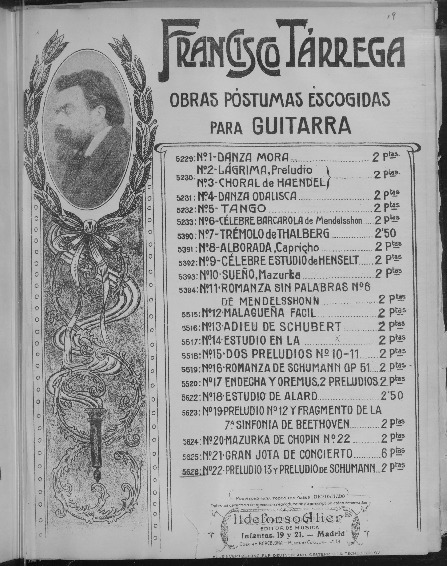 19
FRANCISCO TÁRREGA
OBRAS PÓSTUMAS ESCOGIDAS
PARA GUITARRA
5229: Nº1-DANZA MORA 2 Ptas
5230: Nº2-LÁGRIMA, Preludio
Nº3-CHORAL de HAENDEL 2 Ptas
5231: Nº4-DANZA ODALISCA 2 Ptas
5232: Nº5-TANGO 2 Ptas
5233: Nº6-CÉLEBRE BARCAROLA de Mendelsshon 2 Ptas
5390: Nº7-TRÉMOLO de THALBERG 2'50
5391: Nº8-ALBORADA, Capricho 2 Ptas
5392: Nº9-CÉLEBRE ESTUDIO de HENSELT 2 Ptas
5393: Nº10-SUEÑO, Mazurka 2 Ptas
5394: Nº11-ROMANZA SIN PALABRAS Nº6
DE MENDELSSHONN 2 Ptas
5515: Nº12-MALAGUEÑA FACIL 2 Ptas
5516: Nº13-ADIEU DE SCHUBERT 2 Ptas
5517: Nº14-ESTUDIO EN LA 2 Ptas
5518: Nº15-DOS PRELUDIOS Nº 10-11 2 Ptas
5519: Nº16-ROMANZA DE SCHUMANN OP 51 2 Ptas
5520: Nº17 ENDECHA Y OREMUS, 2 PRELUDIOS 2 Ptas
5622: Nº18-ESTUDIO DE ALARD 2'50
5623: Nº19-PRELUDIO Nº12 Y FRAGMENTO DE LA
7ª SINFONIA DE BEETHOVEN 2 Ptas
5624: Nº20-MAZURKA DE CHOPIN Nº22 2 Ptas
5625: Nº21-GRAN JOTA DE CONCIERTO 6 Ptas
5626: Nº22-PRELUDIO 13 Y PRELUDIO DE SCHUMANN 2 Ptas
Ildefonso Alier
EDITOR DE MÚSICA
Infantas, 19 y 21. — Madrid